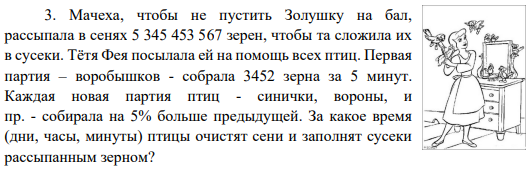 3. Мачеха, чтобы не пустить Золушку на бал,
рассыпала в сенях 5 345 453 567 зерен, чтобы та сложила их
в сусеки. Тётя Фея посылала ей на помощь всех птиц. Первая
партия – воробышков - собрала 3452 зерна за 5 минут.
Каждая новая партия птиц - синички, вороны, и
пр. - собирала на 5% больше предыдущей. За какое время
(дни, часы, минуты) птицы очистят сени и заполнят сусеки
рассыпанным зерном?